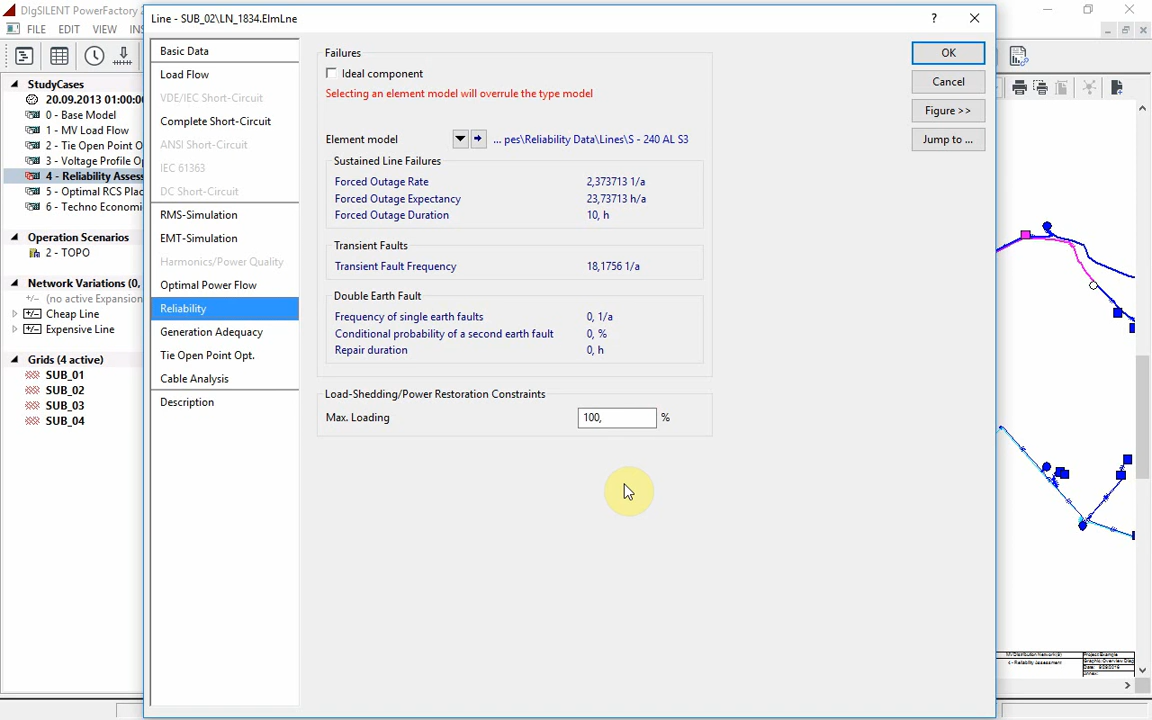 DIgSILENT PowerFactory 2
FILE EDIT VIEW INS
StudyCases
20.09.2013 01:00:0
0 - Base Model
1 - MV Load Flow
2 - Tie Open Point O
3 - Voltage Profile Op
4 - Reliability Assess
5 - Optimal RCS Plac
6 - Techno Economi
Operation Scenarios
2 - TOPO
Network Variations (0,
(no active Expansion
Cheap Line
Expensive Line
Grids (4 active)
SUB_01
SUB_02
SUB_03
SUB_04
Line - SUB_02\LN_1834.ElmLne
?
Basic Data
Load Flow
VDE/IEC Short-Circuit
Complete Short-Circuit
ANSI Short-Circuit
IEC 61363
DC Short-Circuit
RMS-Simulation
EMT-Simulation
Harmonics/Power Quality
Optimal Power Flow
Reliability
Generation Adequacy
Tie Open Point Opt.
Cable Analysis
Description
Failures
Ideal component
Selecting an element model will overrule the type model
Element model ... pes\Reliability Data\Lines\S - 240 AL S3
Sustained Line Failures
Forced Outage Rate 2,373713 1/a
Forced Outage Expectancy 23,73713 h/a
Forced Outage Duration 10, h
Transient Faults
Transient Fault Frequency 18,1756 1/a
Double Earth Fault
Frequency of single earth faults 0, 1/a
Conditional probability of a second earth fault 0, %
Repair duration 0, h
Load-Shedding/Power Restoration Constraints
Max. Loading 100, %
OK
Cancel
Figure >>
Jump to ...